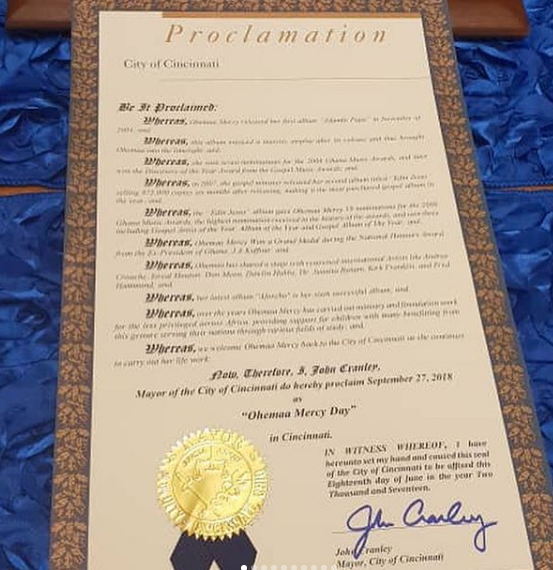 Proclamation
City of Cincinnati
Be It Proclaimed:
Whereas, Ohemaa Mercy released her first album "Adamfo Papa" in November of
2004; and
Whereas, this album enjoyed a massive airplay after its release and thus brought
Ohemaa into the limelight; and
Whereas, she won seven nominations for the 2004 Ghana Music Awards, and later
with the Discovery of the Year Award from the Gospel Music Awards; and
Whereas, in 2007, the gospel minister released her second album titled "Edin Jesus"
selling copies six months after releasing, making it the most purchased gospel album in
the year; and
Whereas, the "Edin Jesus" album gave Ohemaa Mercy 15 nominations for the 2008
Ghana Music Awards, the highest nomination received in the history of the awards, and won three
including Gospel Artiste of the Year, Album of the Year and Gospel Album of the Year; and
Whereas, Ohemaa Mercy Won a Grand Medal during the National Honours Award
from the Ex-President of Ghana, J.A Kuffour; and
Whereas, Ohemaa has shared a stage with renowned international Artistes like Andrea
Crouche, Israel Houton, Don Moen, Danylin Hubbs, Dr. Juanita Bynum, Kirk Franklin, and Fred
Hammond; and
Whereas, her latest album "Aforebo" is her sixth successful album; and
Whereas, over the years Ohemaa Mercy has carried out ministry and foundation work
for the less privileged across Africa, providing support for children with many benefiting from
this gesture serving their nations through various fields of study; and
Whereas, we welcome Ohemaa Mercy back to the City of Cincinnati as she continues
to carry out her life work:
Now, Therefore, I, John Cranley,
Mayor of the City of Cincinnati do hereby proclaim September 27, 2018
as
"Ohemaa Mercy Day"
in Cincinnati.
IN WITNESS WHEREOF, I have
hereunto set my hand and caused this seal
of the City of Cincinnati to be affixed this
Eighteenth day of June in the year Two
Thousand and Seventeen.
John Cranley
John Cranley
Mayor, City of Cincinnati